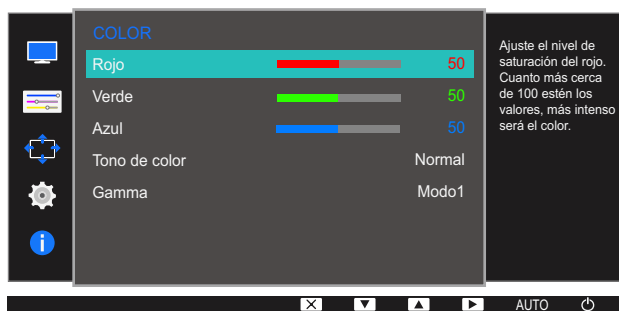 COLOR
Rojo 50
Verde 50
Azul 50
Tono de color Normal
Gamma Modo1
Ajuste el nivel de
saturación del rojo.
Cuanto más cerca
de 100 estén los
valores, más intenso
será el color.
AUTO